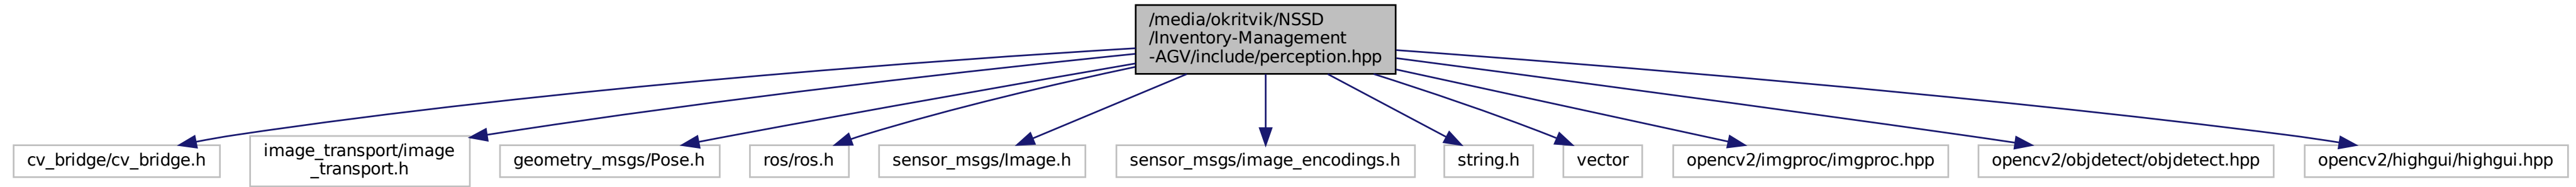 /media/okritvik/NSSD
/Inventory-Management
-AGV/include/perception.hpp
cv_bridge/cv_bridge.h
image_transport/image
_transport.h
geometry_msgs/Pose.h
ros/ros.h
sensor_msgs/Image.h
sensor_msgs/image_encodings.h
string.h
vector
opencv2/imgproc/imgproc.hpp
opencv2/objdetect/objdetect.hpp
opencv2/highgui/highgui.hpp